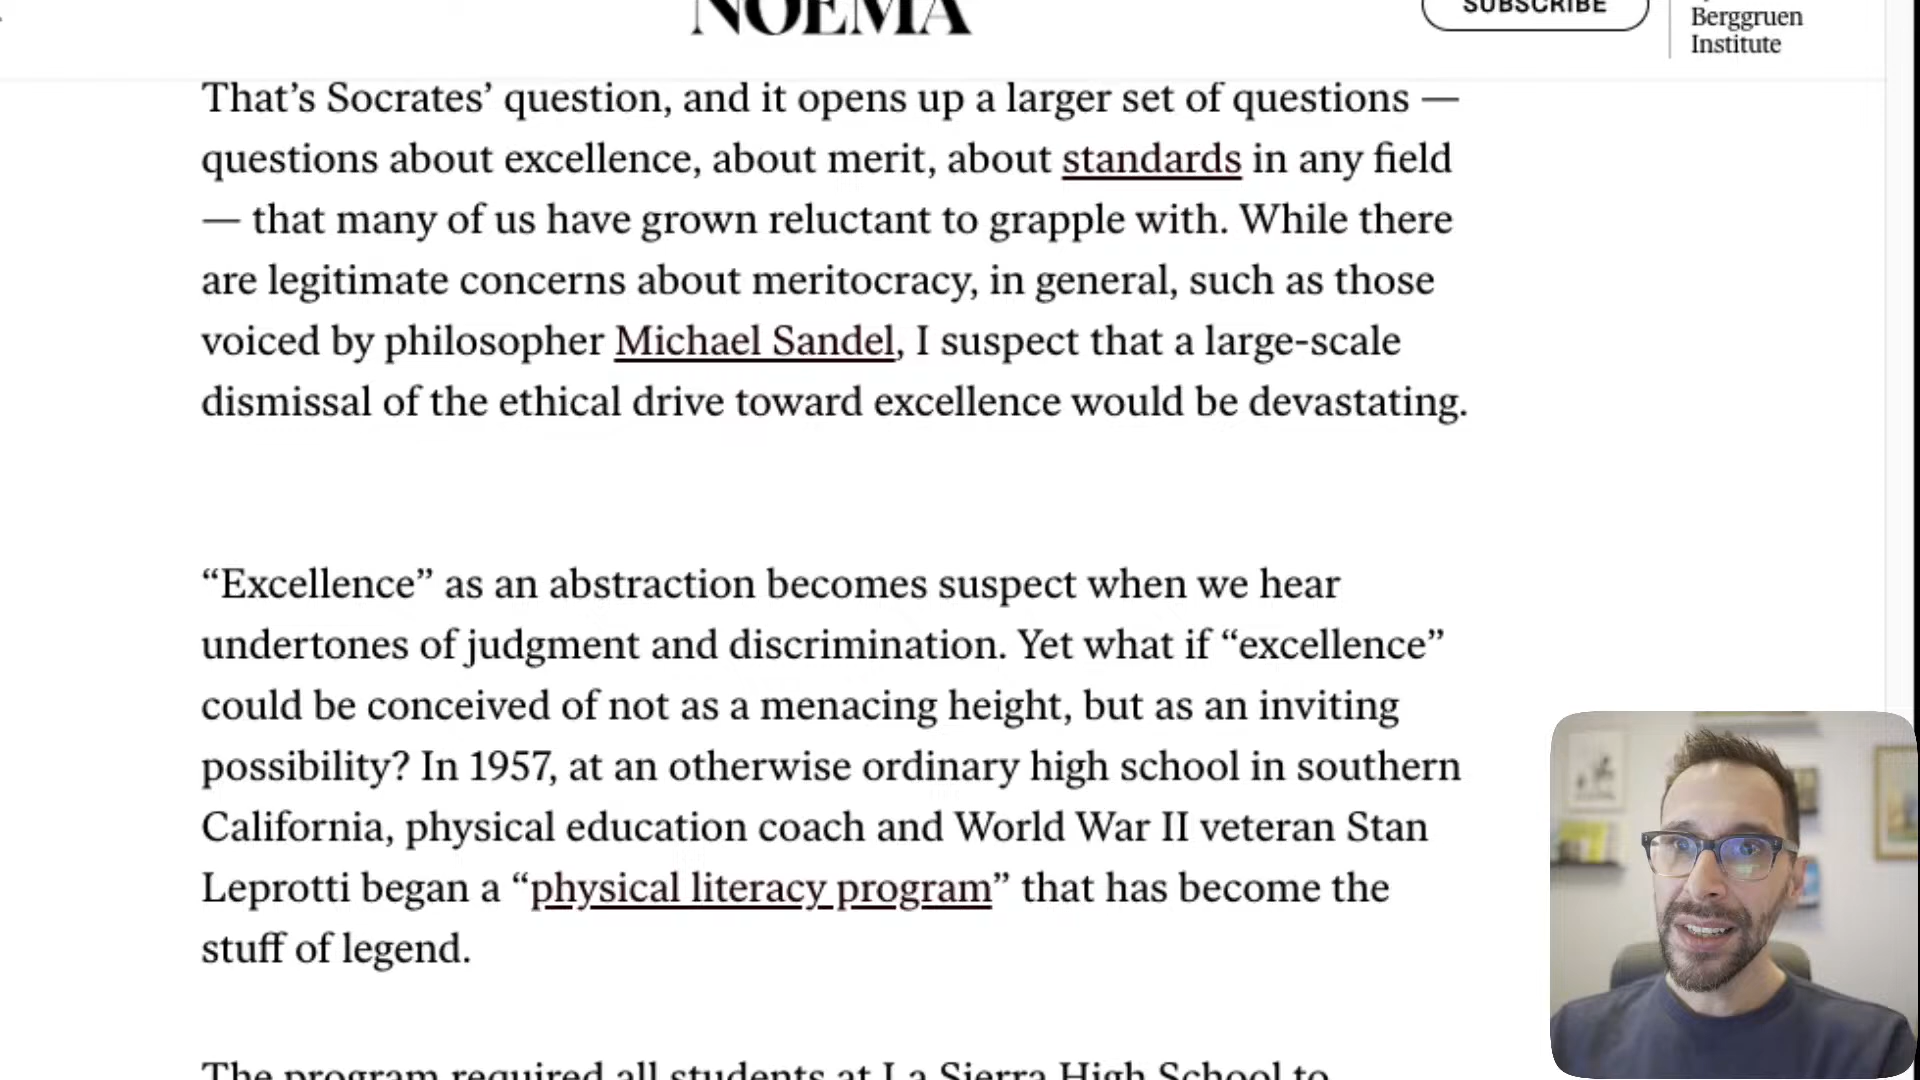 NOEMA
SUBSCRIBE
Berggruen
Institute
That’s Socrates’ question, and it opens up a larger set of questions —
questions about excellence, about merit, about standards in any field
— that many of us have grown reluctant to grapple with. While there
are legitimate concerns about meritocracy, in general, such as those
voiced by philosopher Michael Sandel, I suspect that a large-scale
dismissal of the ethical drive toward excellence would be devastating.
“Excellence” as an abstraction becomes suspect when we hear
undertones of judgment and discrimination. Yet what if “excellence”
could be conceived of not as a menacing height, but as an inviting
possibility? In 1957, at an otherwise ordinary high school in southern
California, physical education coach and World War II veteran Stan
Leprotti began a “physical literacy program” that has become the
stuff of legend.
The program required all students at La Sierra High School to